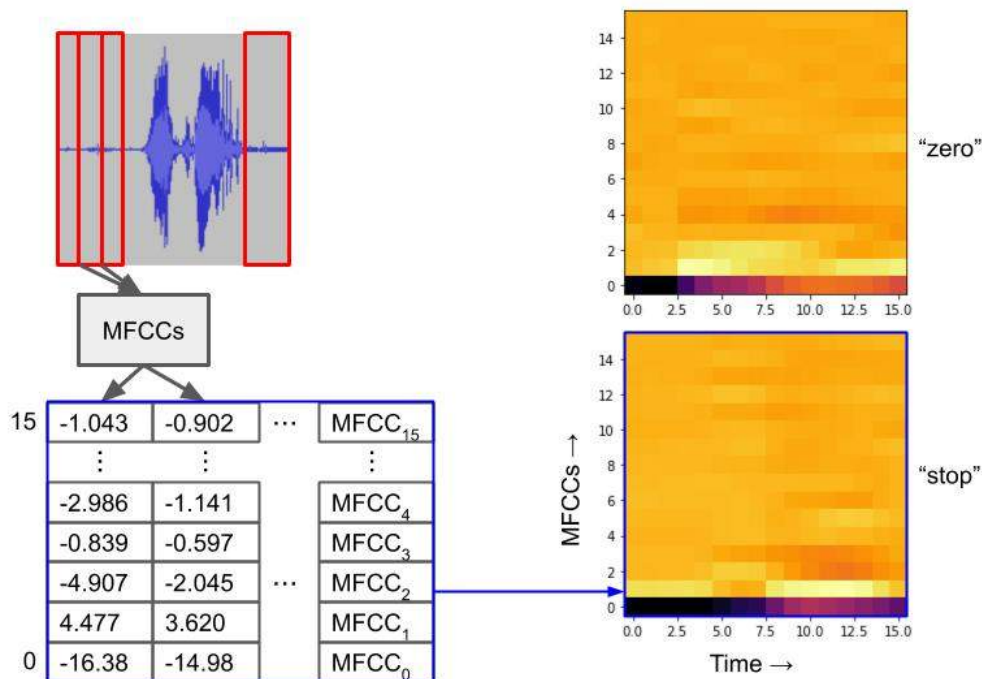 MFCCs
15 -1.043 -0.902 ... MFCC15
⋮ ⋮ ⋮
-2.986 -1.141 MFCC4
-0.839 -0.597 MFCC3
-4.907 -2.045 ... MFCC2
4.477 3.620 MFCC1
0 -16.38 -14.98 MFCC0
14
12
10
8
6
4
2
0
0.0 2.5 5.0 7.5 10.0 12.5 15.0
“zero”
MFCCs →
14
12
10
8
6
4
2
0
0.0 2.5 5.0 7.5 10.0 12.5 15.0
Time →
“stop”